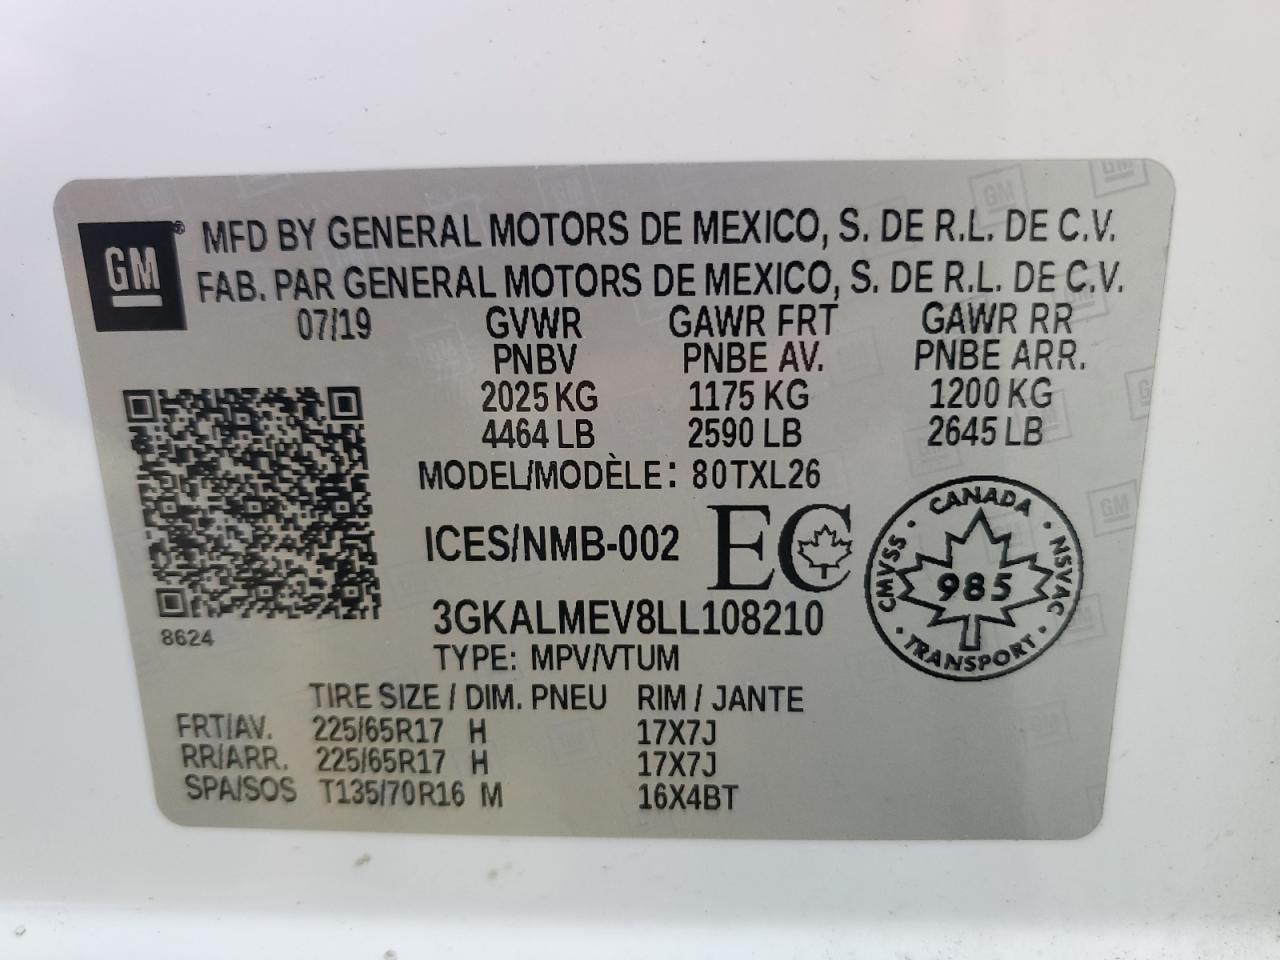 GM ®
MFD BY GENERAL MOTORS DE MEXICO, S. DE R.L. DE C.V.
FAB. PAR GENERAL MOTORS DE MEXICO, S. DE R.L. DE C.V.
07/19 GVWR GAWR FRT GAWR RR
PNBV PNBE AV. PNBE ARR.
2025 KG 1175 KG 1200 KG
4464 LB 2590 LB 2645 LB
MODEL/MODÈLE: 80TXL26
ICES/NMB-002 EC
CANADA
CMVSS 985 NSVAC
TRANSPORT
3GKALMEV8LL108210
8624
TYPE: MPV/VTUM
TIRE SIZE / DIM. PNEU RIM / JANTE
FRT/AV. 225/65R17 H 17X7J
RR/ARR. 225/65R17 H 17X7J
SPA/SOS T135/70R16 M 16X4BT